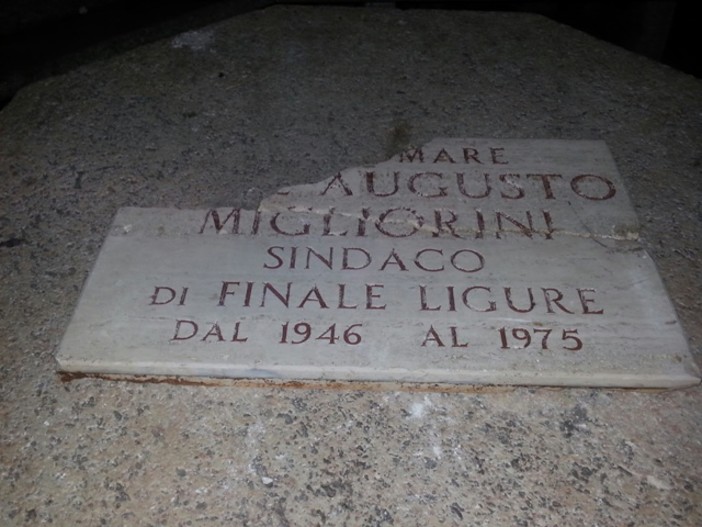 MARE
AUGUSTO
MIGLIORINI
SINDACO
DI FINALE LIGURE
DAL 1946 AL 1975